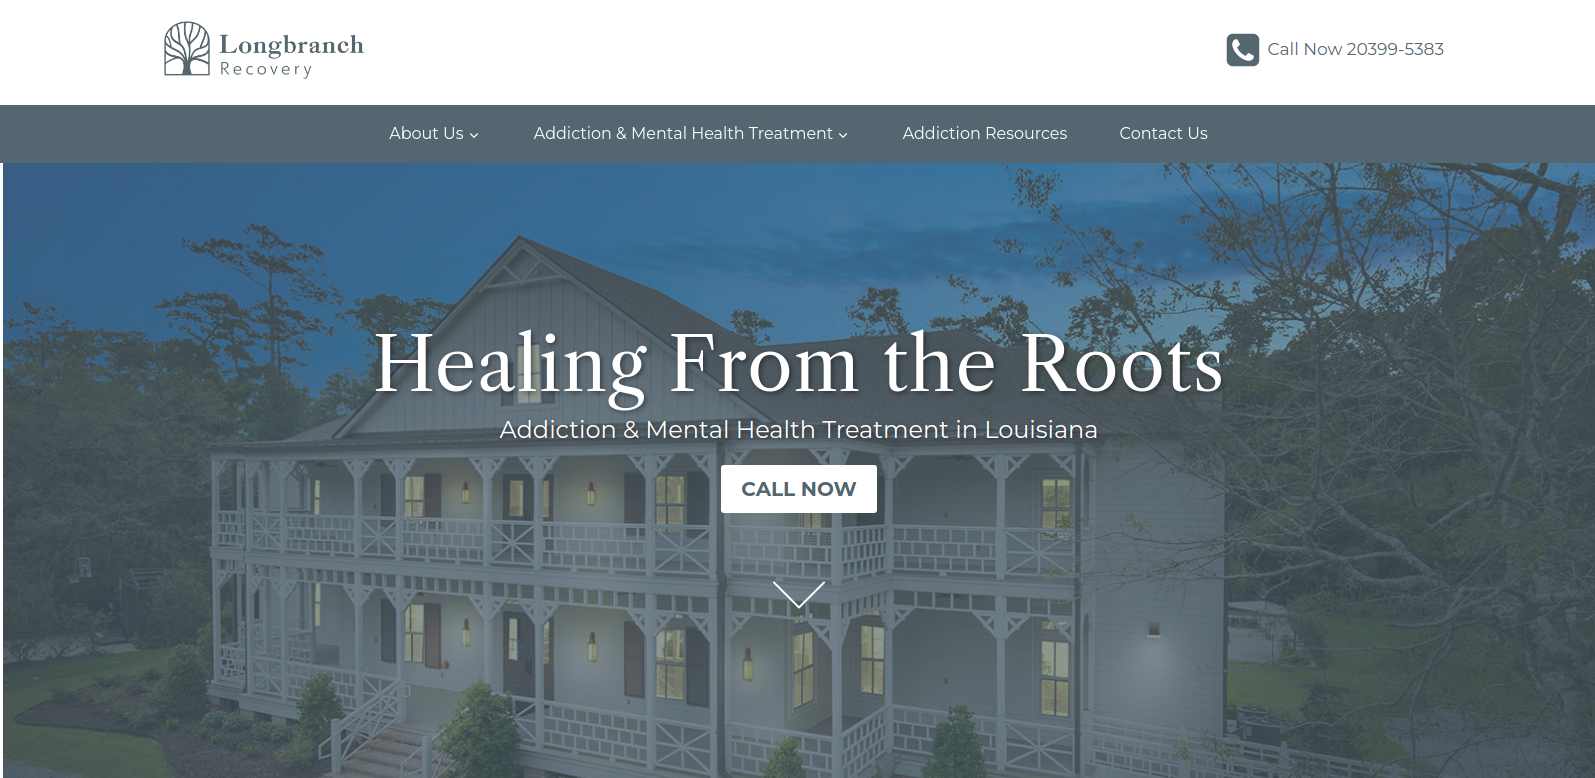 Longbranch
Recovery
Call Now 20399-5383
About Us
Addiction & Mental Health Treatment
Addiction Resources
Contact Us
Healing From the Roots
Addiction & Mental Health Treatment in Louisiana
CALL NOW